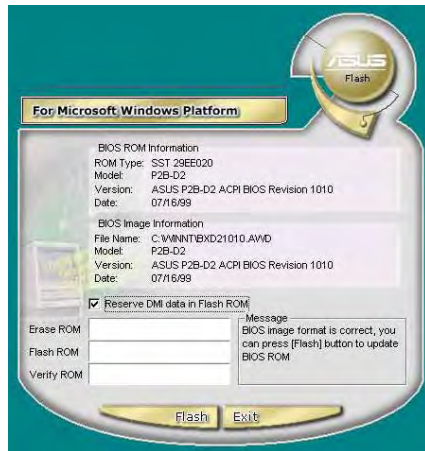 ASUS
Flash
For Microsoft Windows Platform
BIOS ROM Information
ROM Type: SST 29EE020
Model: P2B-D2
Version: ASUS P2B-D2 ACPI BIOS Revision 1010
Date: 07/16/99
BIOS Image Information
File Name: C:\WINNT\BXD21010.AWD
Model: P2B-D2
Version: ASUS P2B-D2 ACPI BIOS Revision 1010
Date: 07/16/99
Reserve DMI data in Flash ROM
Erase ROM
Flash ROM
Verify ROM
Message
BIOS image format is correct, you
can press [Flash] button to update
BIOS ROM
Flash Exit